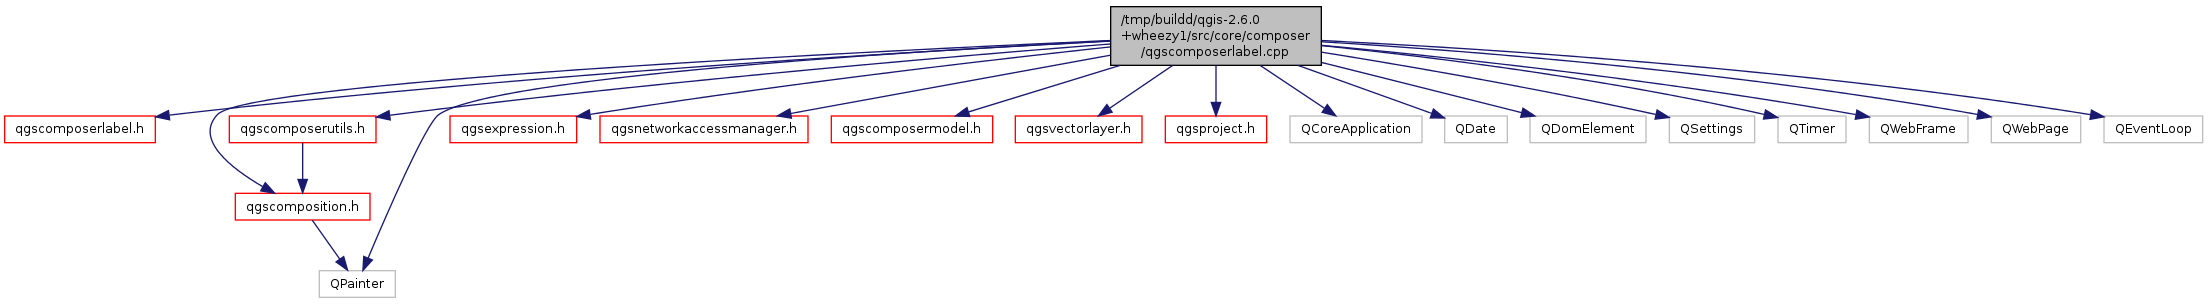 /tmp/buildd/qgis-2.6.0
+wheezy1/src/core/composer
/qgscomposerlabel.cpp
qgscomposerlabel.h
qgscomposerutils.h
qgsexpression.h
qgsnetworkaccessmanager.h
qgscomposermodel.h
qgsvectorlayer.h
qgsproject.h
QCoreApplication
QDate
QDomElement
QSettings
QTimer
QWebFrame
QWebPage
QEventLoop
qgscomposition.h
QPainter